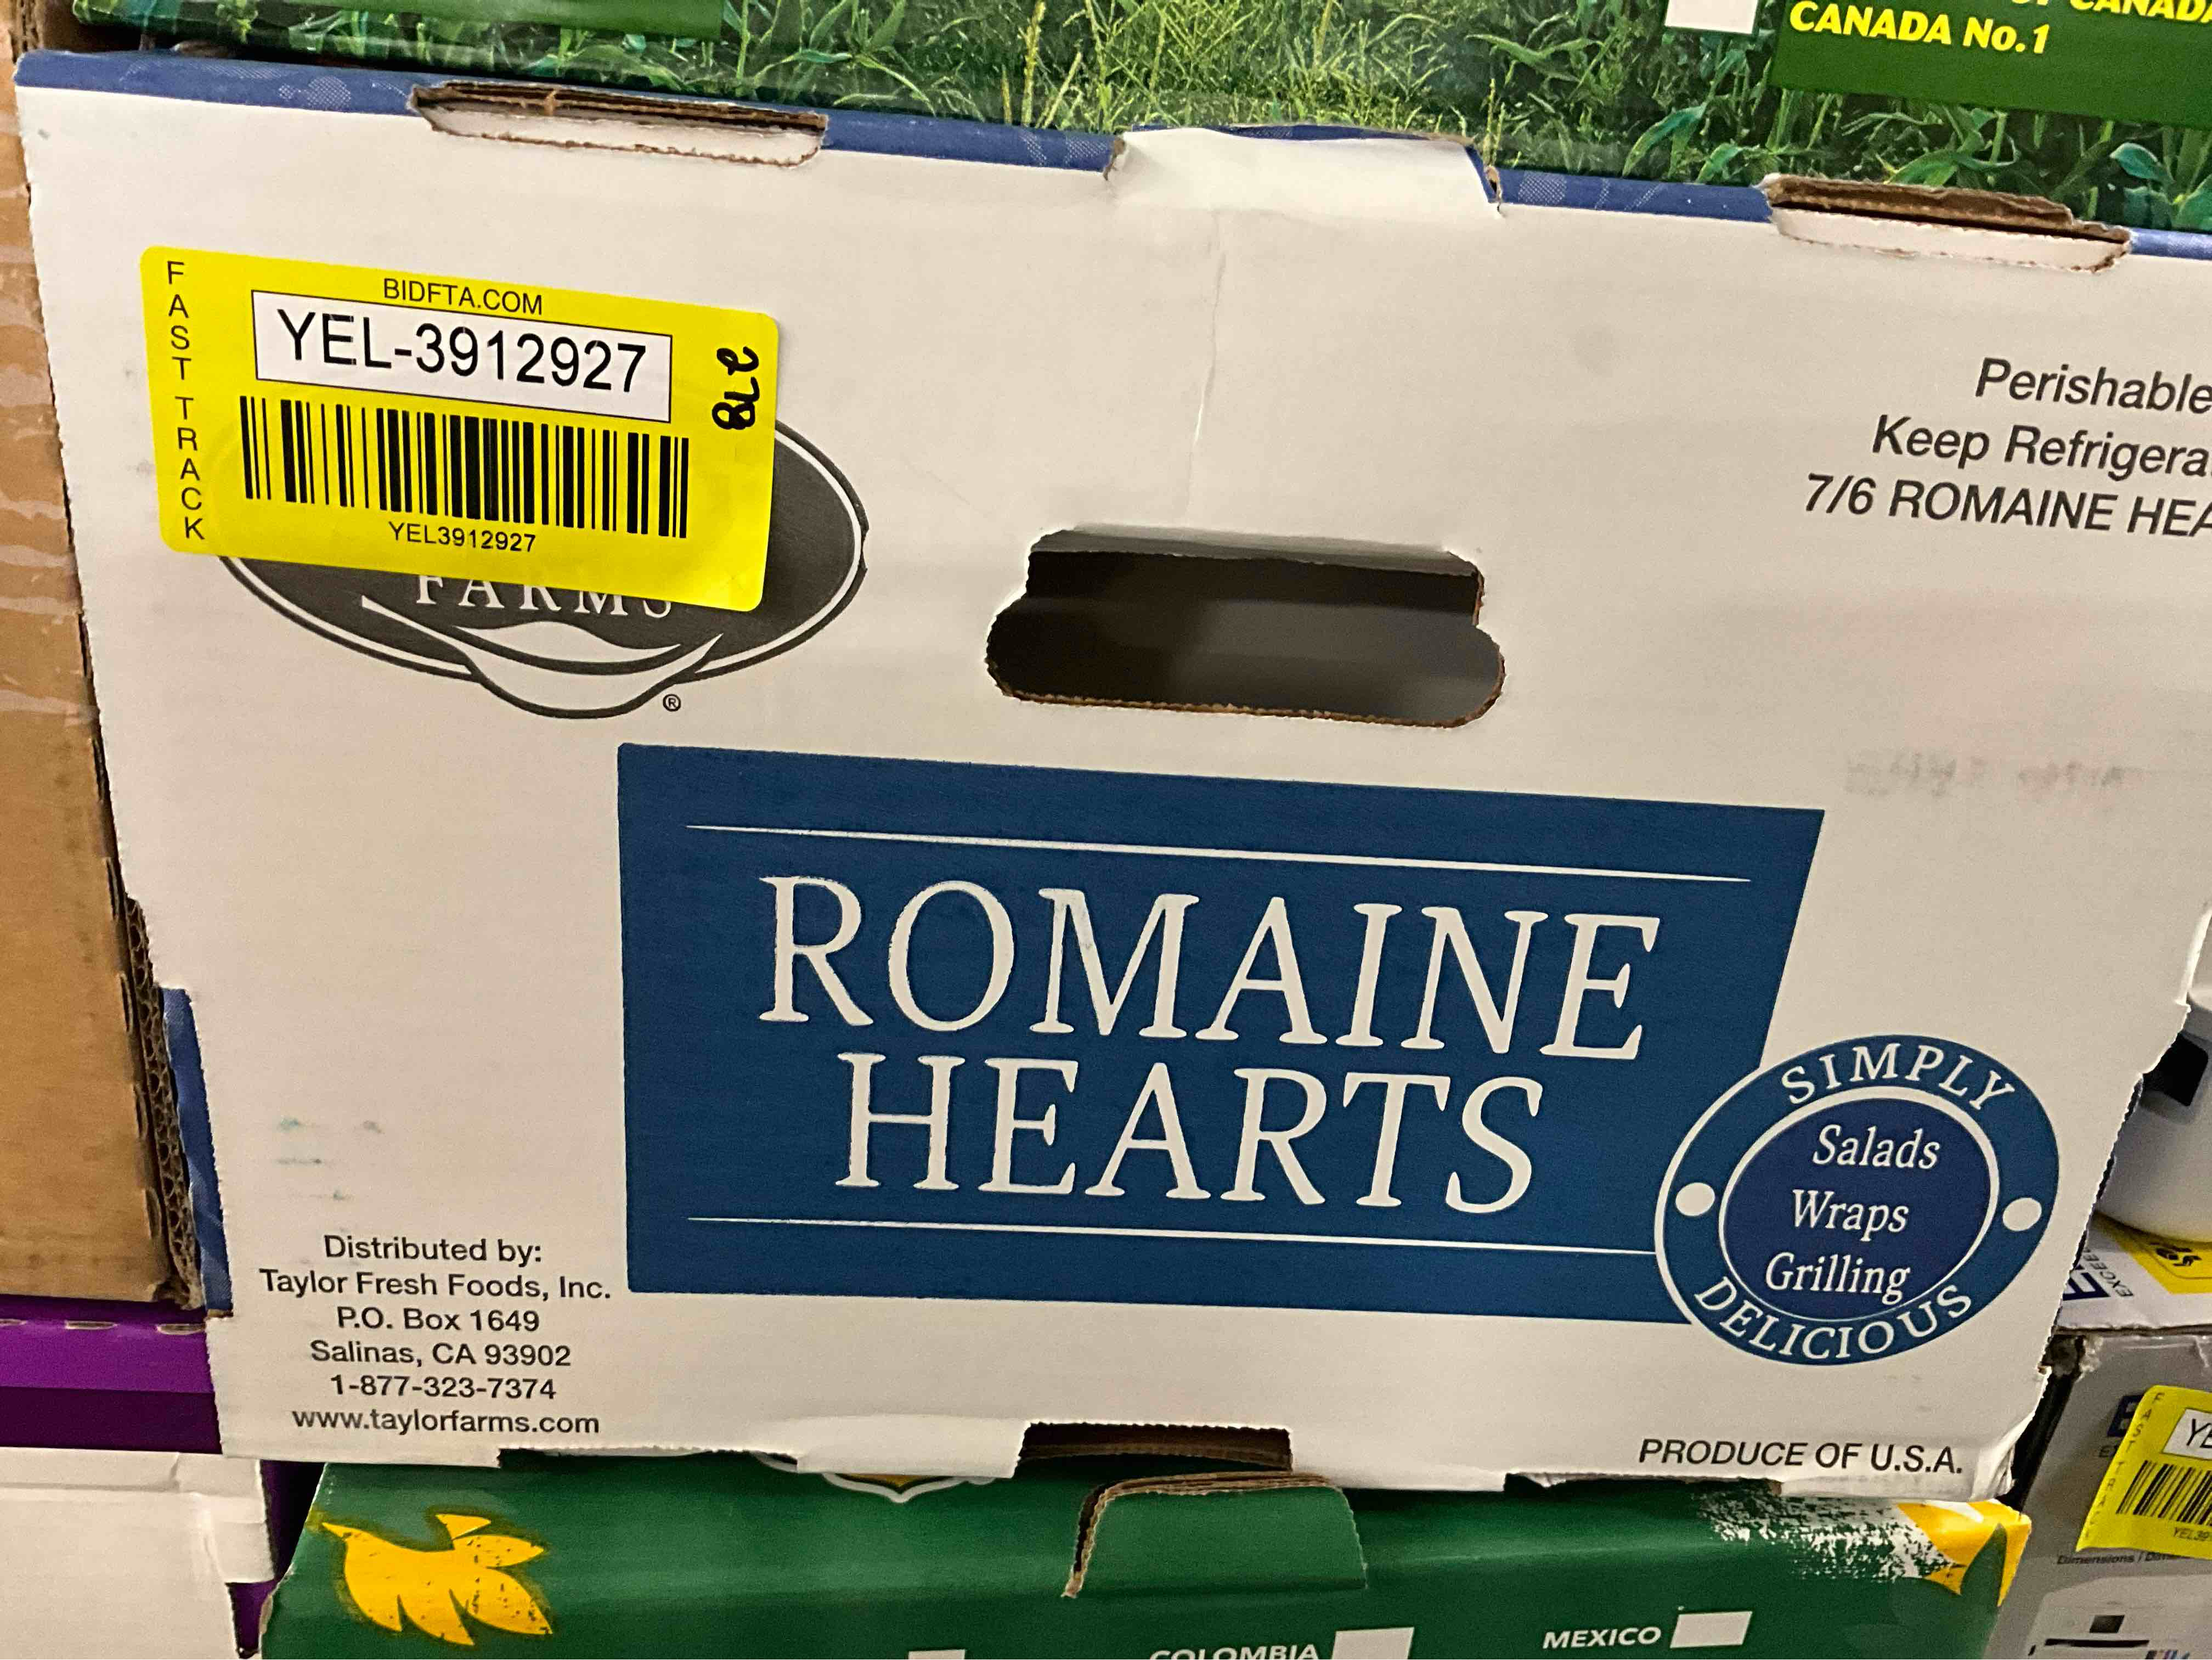 CANADA No.1
FAST TRACK
BIDFTA.COM
YEL-3912927
YEL3912927
FARMS
®
Perishable
Keep
7/6 ROMAINE
ROMAINE
HEARTS
SIMPLY
Salads
Wraps
Grilling
DELICIOUS
Distributed by:
Taylor Fresh Foods, Inc.
P.O. Box 1649
Salinas, CA 93902
1-877-323-7374
www.taylorfarms.com
PRODUCE OF U.S.A.
COLOMBIA
MEXICO